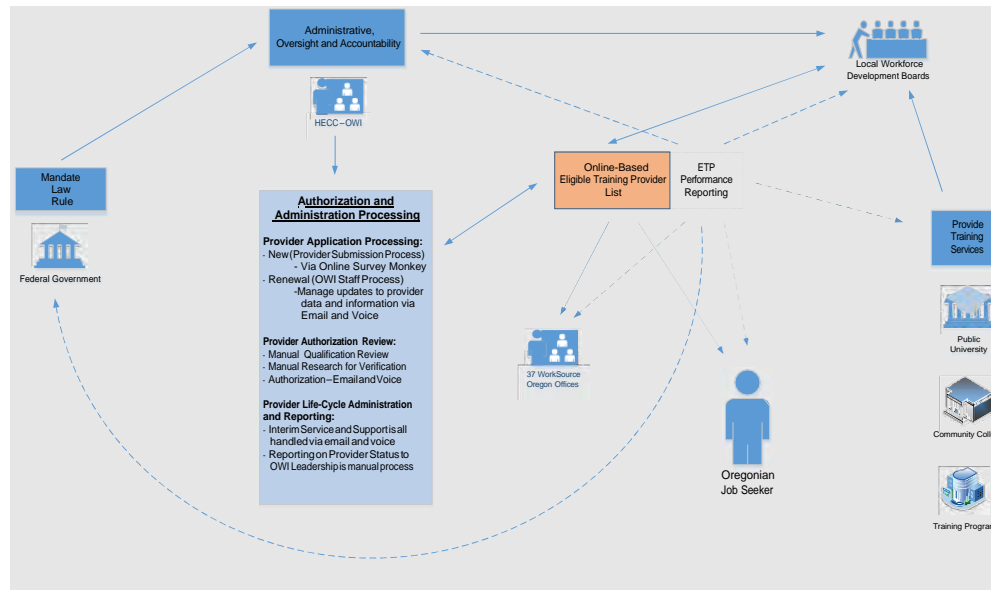 Administrative,
Oversight and Accountability
HECC – OWI
Local Workforce
Development Boards
Mandate
Law
Rule
Federal Government
Online-Based
Eligible Training Provider
List
ETP
Performance
Reporting
Authorization and
Administration Processing
Provider Application Processing:
- New (Provider Submission Process)
- Via Online Survey Monkey
- Renewal (OWI Staff Process)
-Manage updates to provider
data and information via
Email and Voice
Provider Authorization Review:
- Manual Qualification Review
- Manual Research for Verification
- Authorization – Email and Voice
Provider Life-Cycle Administration
and Reporting:
- Interim Service and Support is all
handled via email and voice
- Reporting on Provider Status to
OWI Leadership is manual process
37 WorkSource
Oregon Offices
Oregonian
Job Seeker
Provide
Training
Services
Public
University
Community Coll
Training Progra